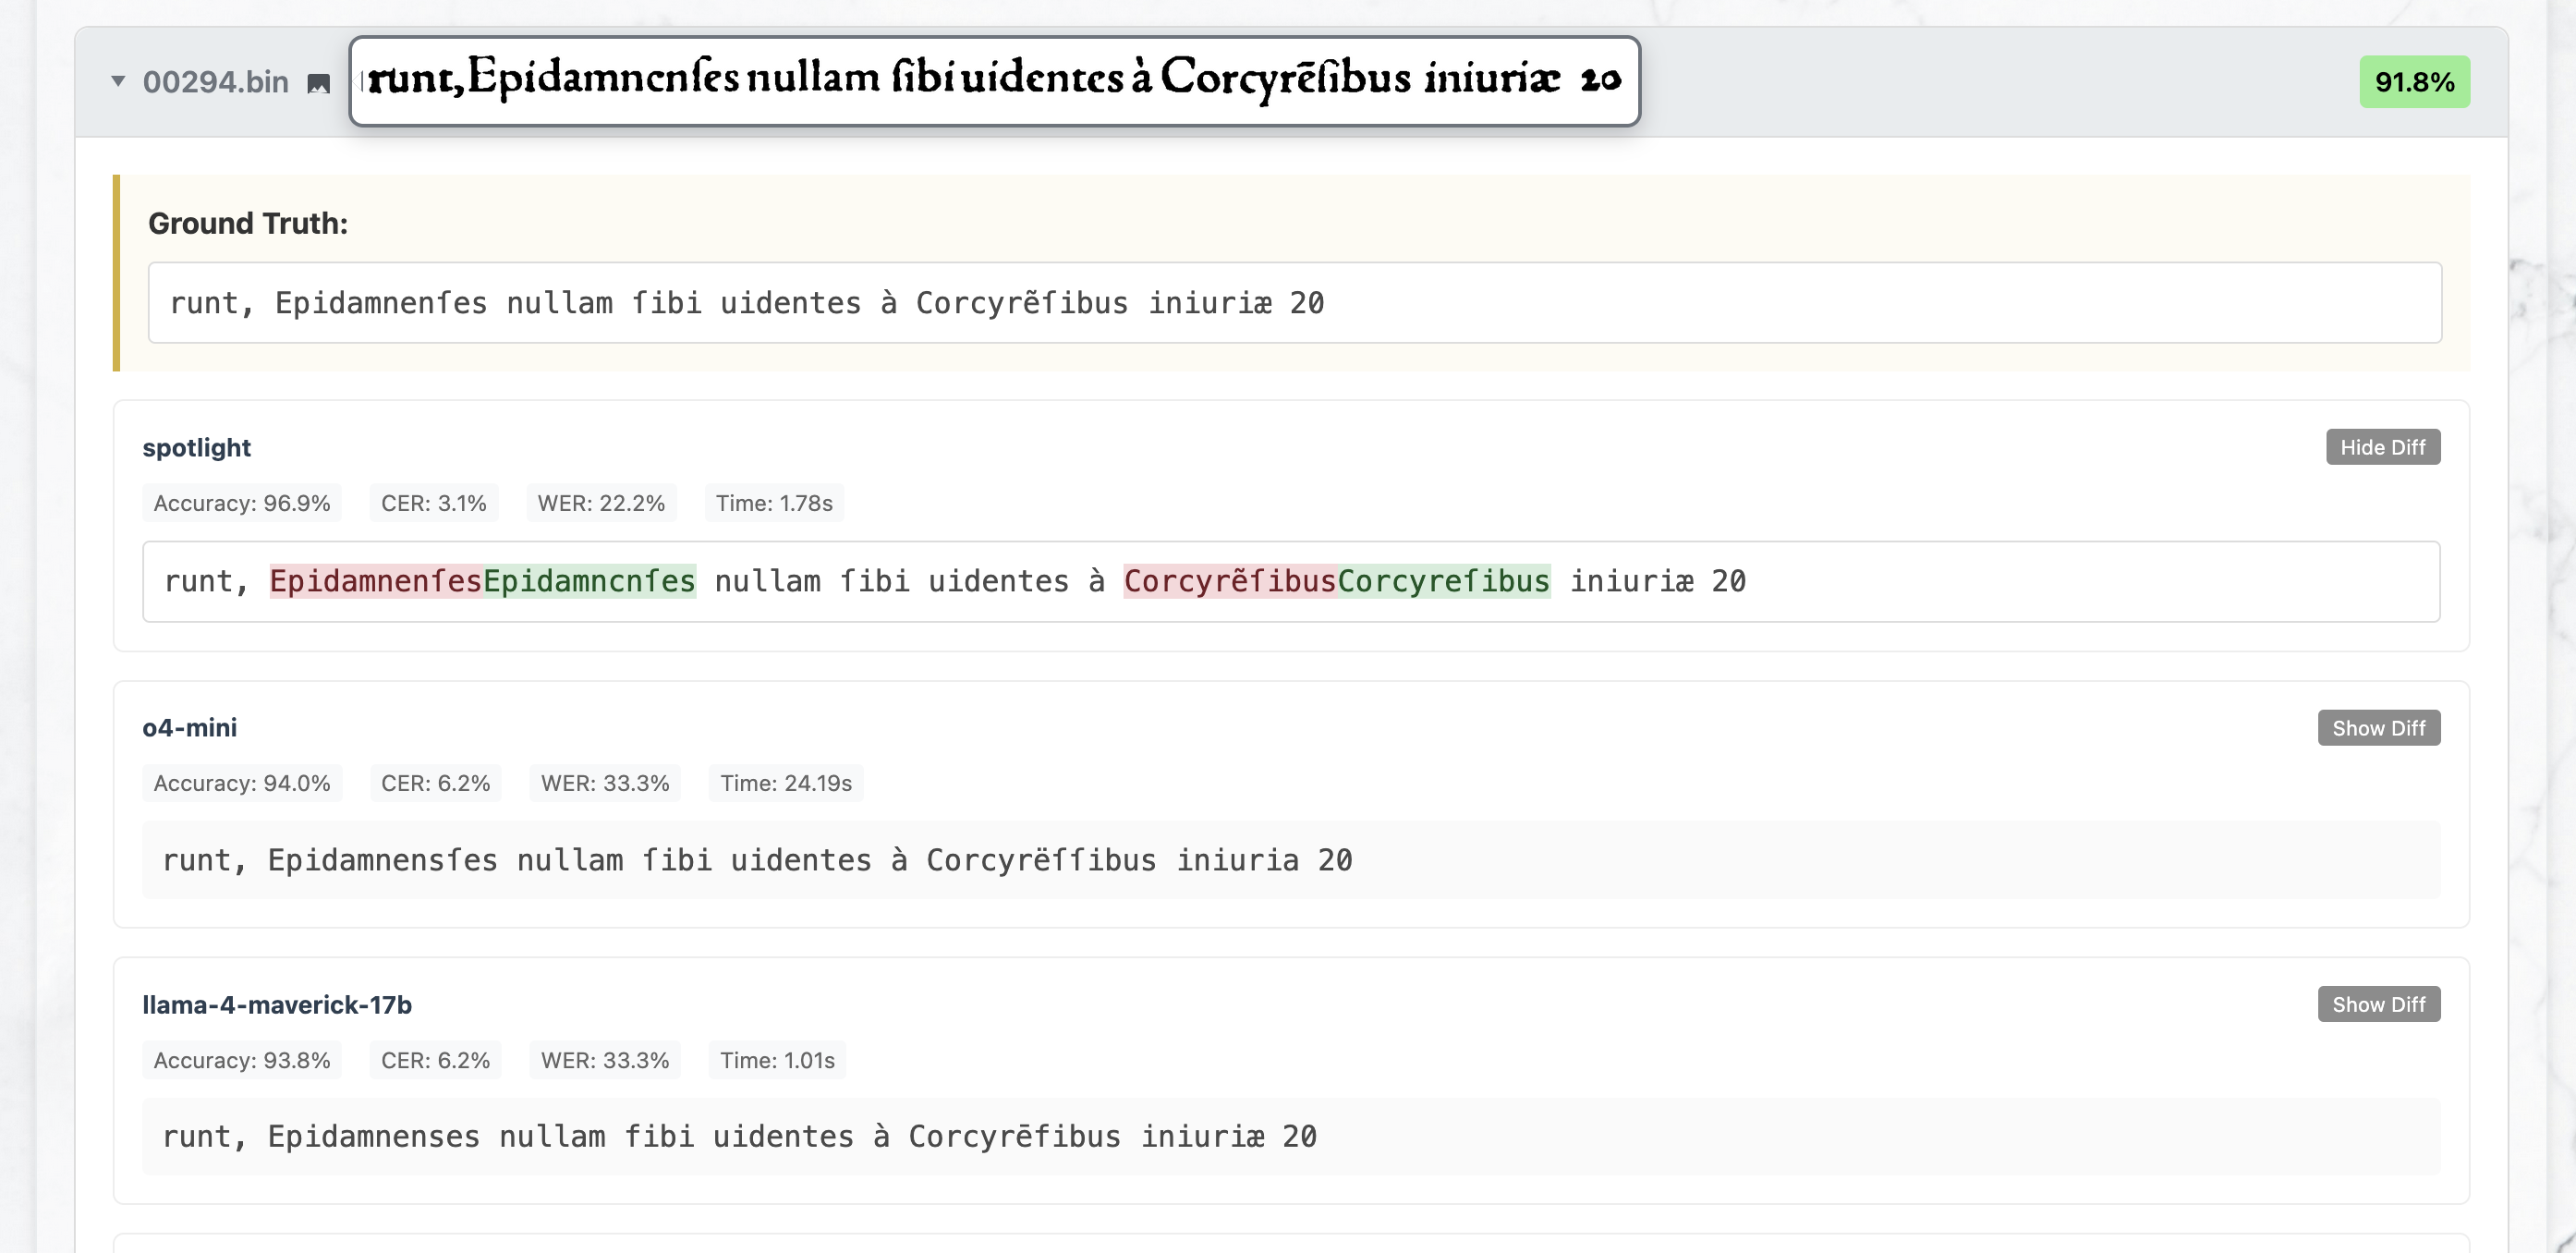 ▼ 00294.bin runt,Epidamnenſes nullam ſibi uidentes à Corcyrēſibus iniuriæ 20 91.8%
Ground Truth:
runt, Epidamnenſes nullam ſibi uidentes à Corcyrẽſibus iniuriæ 20
spotlight Hide Diff
Accuracy: 96.9% CER: 3.1% WER: 22.2% Time: 1.78s
runt, EpidamnenſesEpidamncnſes nullam ſibi uidentes à CorcyrẽſibusCorcyreſibus iniuriæ 20
o4-mini Show Diff
Accuracy: 94.0% CER: 6.2% WER: 33.3% Time: 24.19s
runt, Epidamnensſes nullam ſibi uidentes à Corcyrëſſibus iniuria 20
llama-4-maverick-17b Show Diff
Accuracy: 93.8% CER: 6.2% WER: 33.3% Time: 1.01s
runt, Epidamnenses nullam fibi uidentes à Corcyrēfibus iniuriæ 20